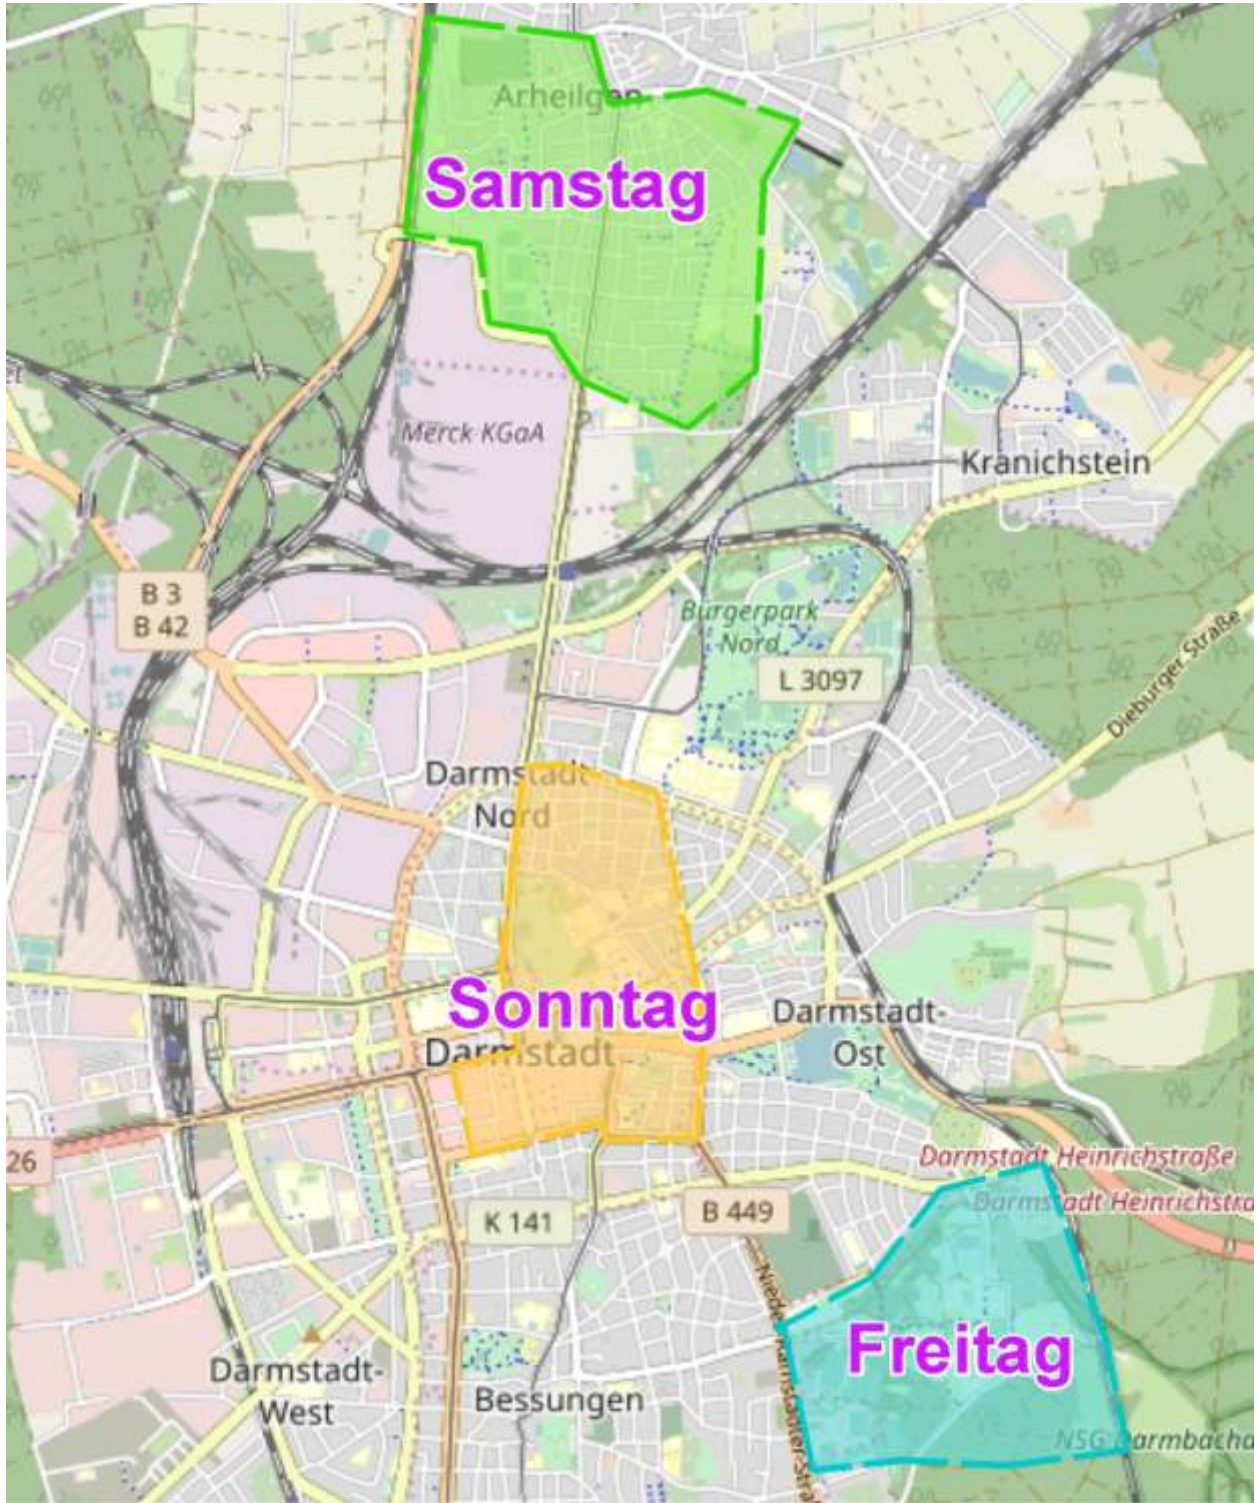 Arheilgen
Samstag
Merck KGaA
Kranichstein
B 3
B 42
Bürgerpark
Nord
L 3097
Dieburger Straße
Darmstadt
Nord
Sonntag
Darmstadt
Darmstadt-
Ost
26
Darmstadt Heinrichstraße
Darmstadt Heinrichstra
K 141
B 449
Freitag
Darmstadt-
West
Bessungen
NSG Darmbacha